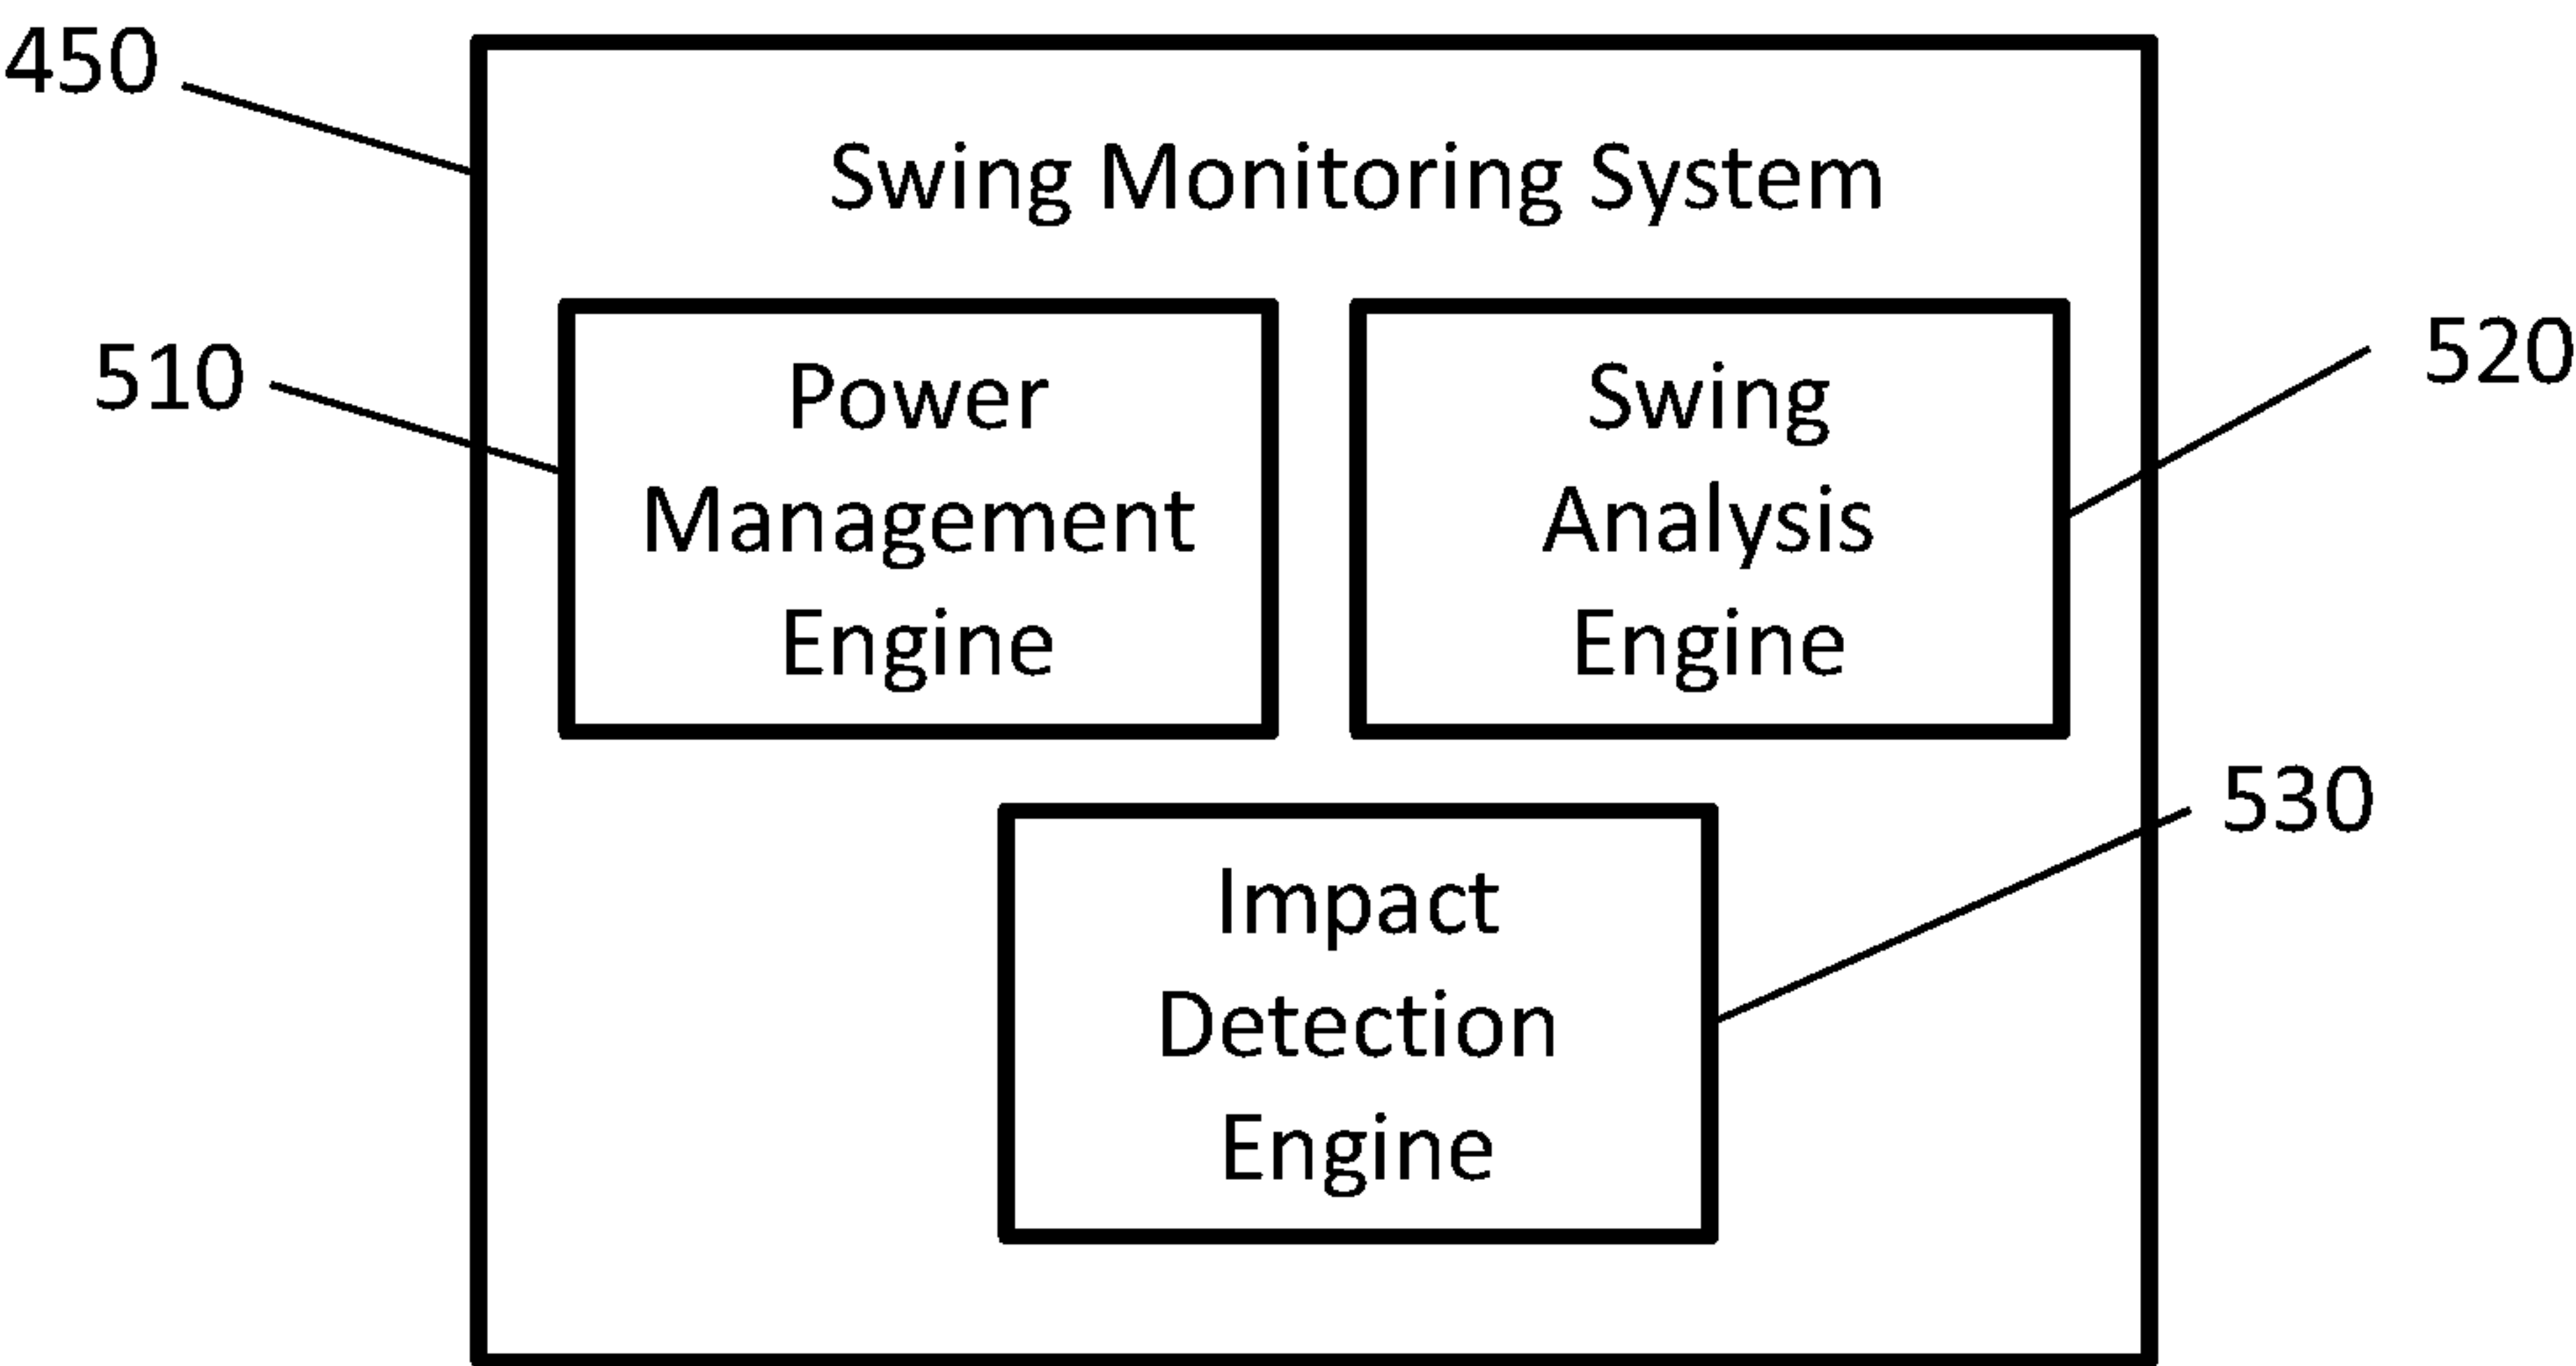 450
Swing Monitoring System
510
Power
Management
Engine
Swing
Analysis
Engine
520
530
Impact
Detection
Engine